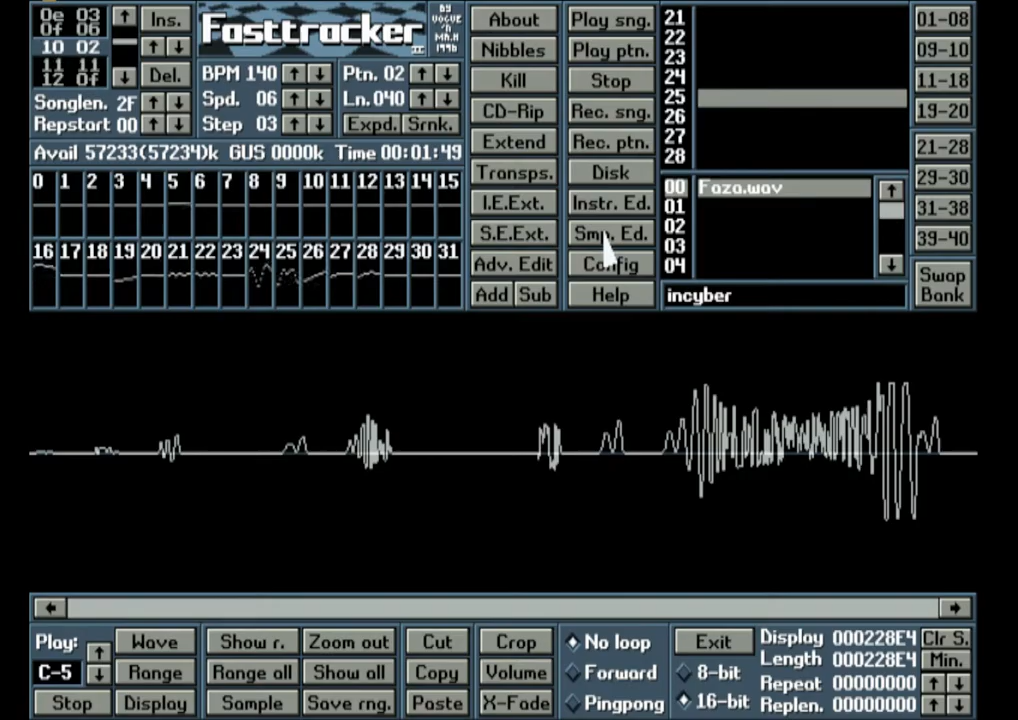 0e 03
0f 06
10 02
11 11
12 0f
Ins.
Del.
Songlen. 2F
Repstart 00
Fasttracker II
BY
VOGUE
'N
MR.H
1996
BPM 140
Spd. 06
Step 03
Ptn. 02
Ln. 040
Expd. Srnk.
Avail 57233(57234)k GUS 0000k Time 00:01:49
0 1 2 3 4 5 6 7 8 9 10 11 12 13 14 15
16 17 18 19 20 21 22 23 24 25 26 27 28 29 30 31
About
Nibbles
Kill
CD-Rip
Extend
Transps.
I.E.Ext.
S.E.Ext.
Adv. Edit
Add Sub
Play sng.
Play ptn.
Stop
Rec. sng.
Rec. ptn.
Disk
Instr. Ed.
Smp. Ed.
Config
Help
21
22
23
24
25
26
27
28
00 Faza.wav
01
02
03
04
incyber
01-08
09-10
11-18
19-20
21-28
29-30
31-38
39-40
Swap
Bank
Play:
C-5
Stop
Wave
Range
Display
Show r.
Range all
Sample
Zoom out
Show all
Save rng.
Cut
Copy
Paste
Crop
Volume
X-Fade
No loop
Forward
Pingpong
Exit
8-bit
16-bit
Display 000228E4
Length 000228E4
Repeat 00000000
Replen. 00000000
Clr S.
Min.